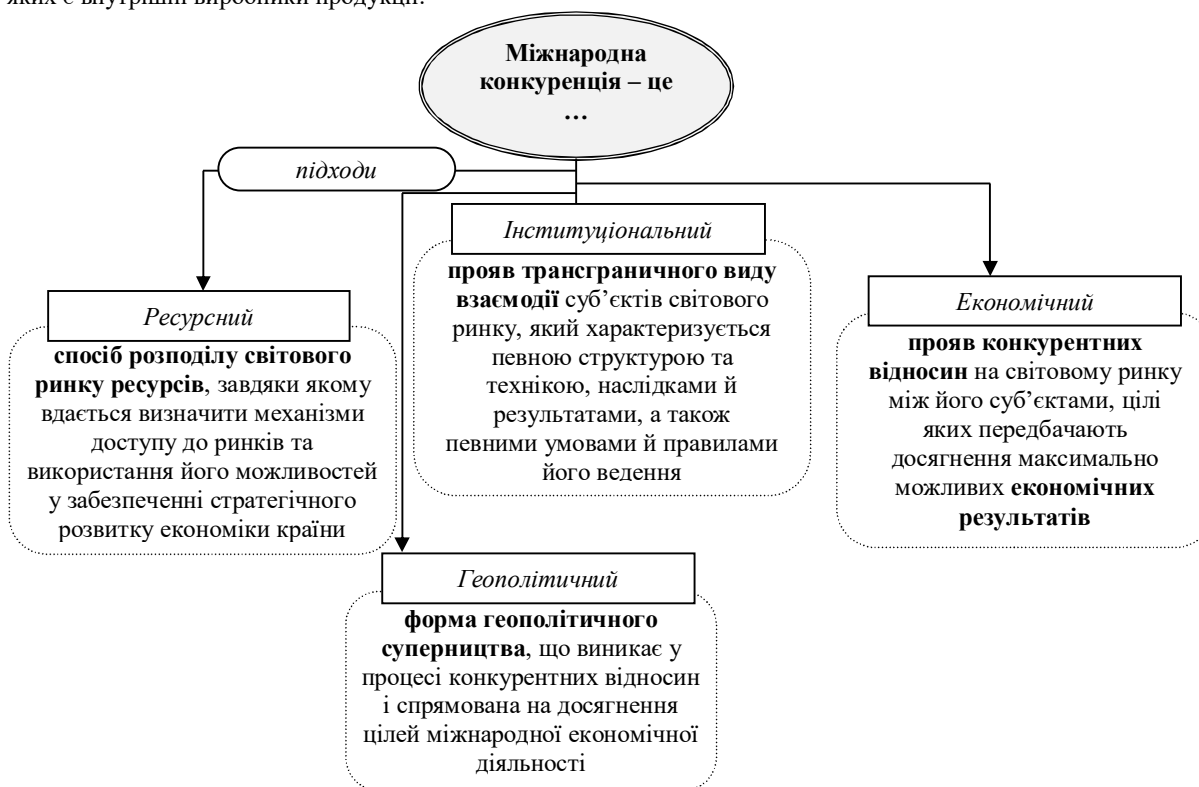 яких є внутрішні виробники продукції.
Міжнародна
конкуренція – це
…
підходи
Інституціональний
прояв трансграничного виду
взаємодії суб’єктів світового
ринку, який характеризується
певною структурою та
технікою, наслідками й
результатами, а також
певними умовами й правилами
його ведення
Ресурсний
спосіб розподілу світового
ринку ресурсів, завдяки якому
вдається визначити механізми
доступу до ринків та
використання його можливостей
у забезпеченні стратегічного
розвитку економіки країни
Економічний
прояв конкурентних
відносин на світовому ринку
між його суб’єктами, цілі
яких передбачають
досягнення максимально
можливих економічних
результатів
Геополітичний
форма геополітичного
суперництва, що виникає у
процесі конкурентних відносин
і спрямована на досягнення
цілей міжнародної економічної
діяльності